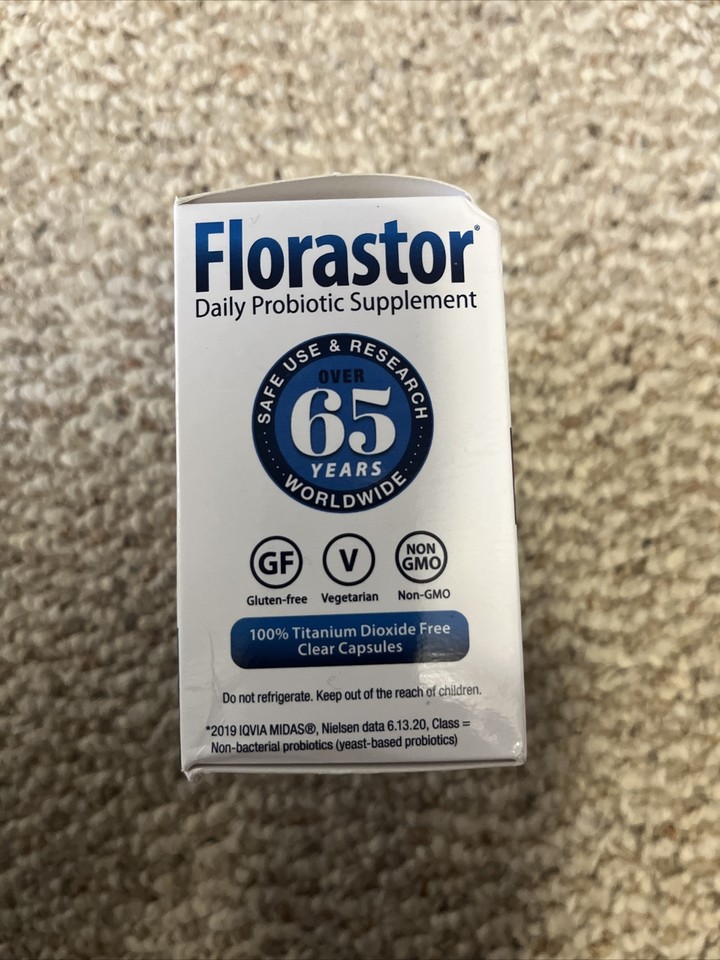 Florastor®
Daily Probiotic Supplement
SAFE USE & RESEARCH
OVER
65
YEARS
WORLDWIDE
GF
V
NON
GMO
Gluten-free
Vegetarian
Non-GMO
100% Titanium Dioxide Free
Clear Capsules
Do not refrigerate. Keep out of the reach of children.
*2019 IQVIA MIDAS®, Nielsen data 6.13.20, Class =
Non-bacterial probiotics (yeast-based probiotics)